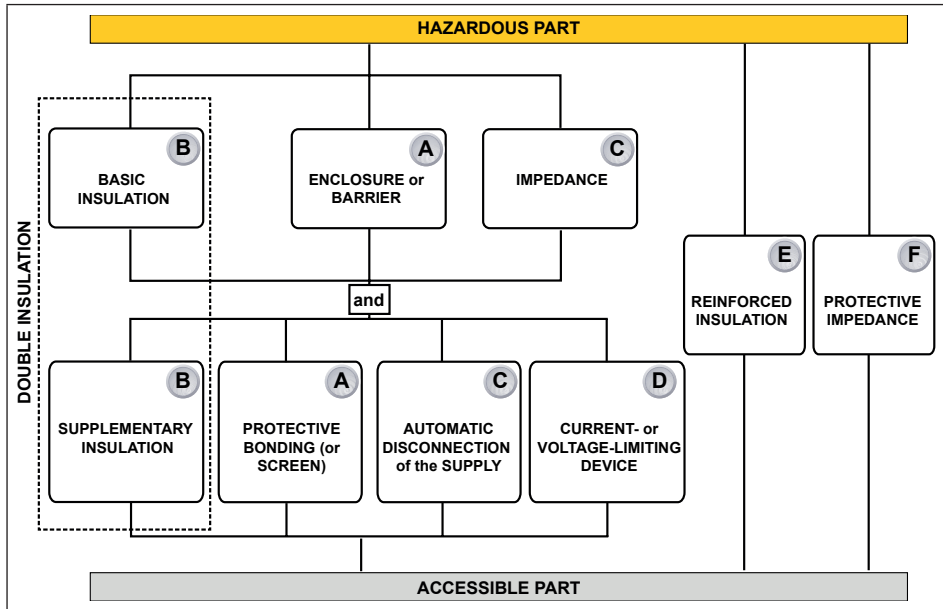 HAZARDOUS PART
DOUBLE INSULATION
B
BASIC
INSULATION
A
ENCLOSURE or
BARRIER
C
IMPEDANCE
E
REINFORCED
INSULATION
F
PROTECTIVE
IMPEDANCE
and
B
SUPPLEMENTARY
INSULATION
A
PROTECTIVE
BONDING (or
SCREEN)
C
AUTOMATIC
DISCONNECTION
of the SUPPLY
D
CURRENT- or
VOLTAGE-LIMITING
DEVICE
ACCESSIBLE PART